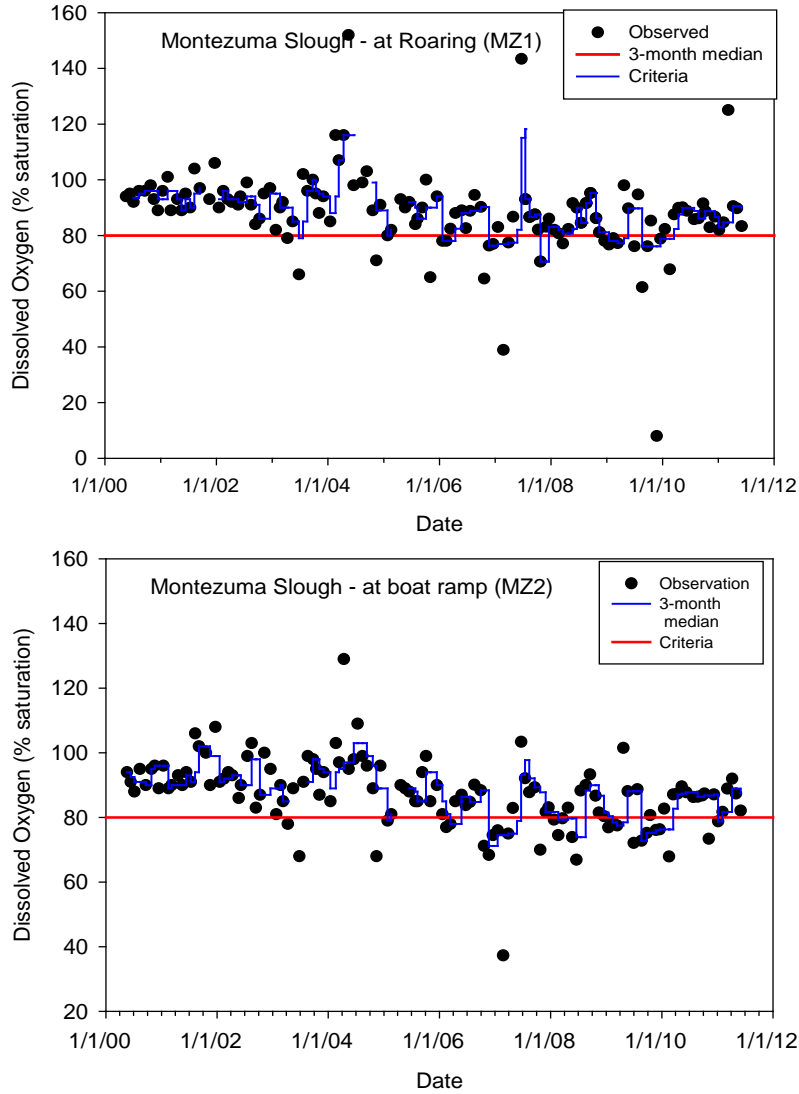 Montezuma Slough - at Roaring (MZ1)
Observed
3-month median
Criteria
Dissolved Oxygen (% saturation)
160
140
120
100
80
60
40
20
0
1/1/00 1/1/02 1/1/04 1/1/06 1/1/08 1/1/10 1/1/12
Date
Montezuma Slough - at boat ramp (MZ2)
Observation
3-month
median
Criteria
Dissolved Oxygen (% saturation)
160
140
120
100
80
60
40
20
1/1/00 1/1/02 1/1/04 1/1/06 1/1/08 1/1/10 1/1/12
Date